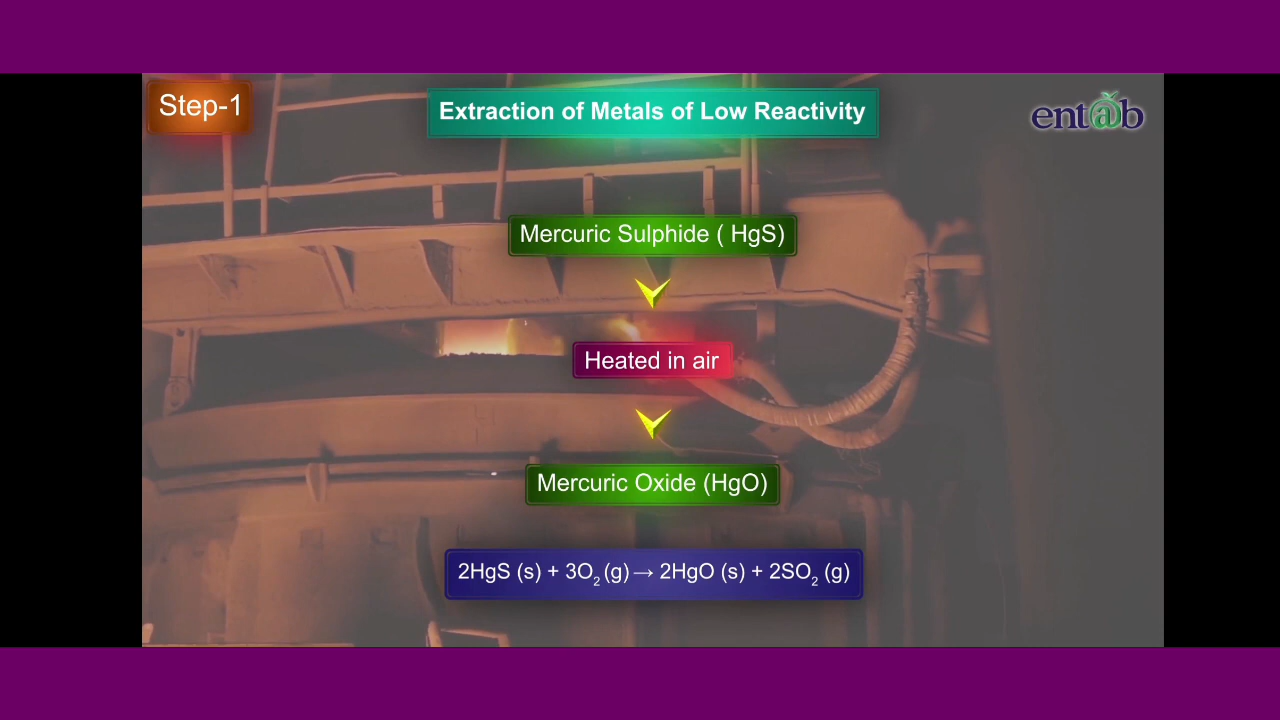 Step-1
Extraction of Metals of Low Reactivity
entab
Mercuric Sulphide ( HgS)
Heated in air
Mercuric Oxide (HgO)
2HgS (s) + 3O₂ (g) → 2HgO (s) + 2SO₂ (g)